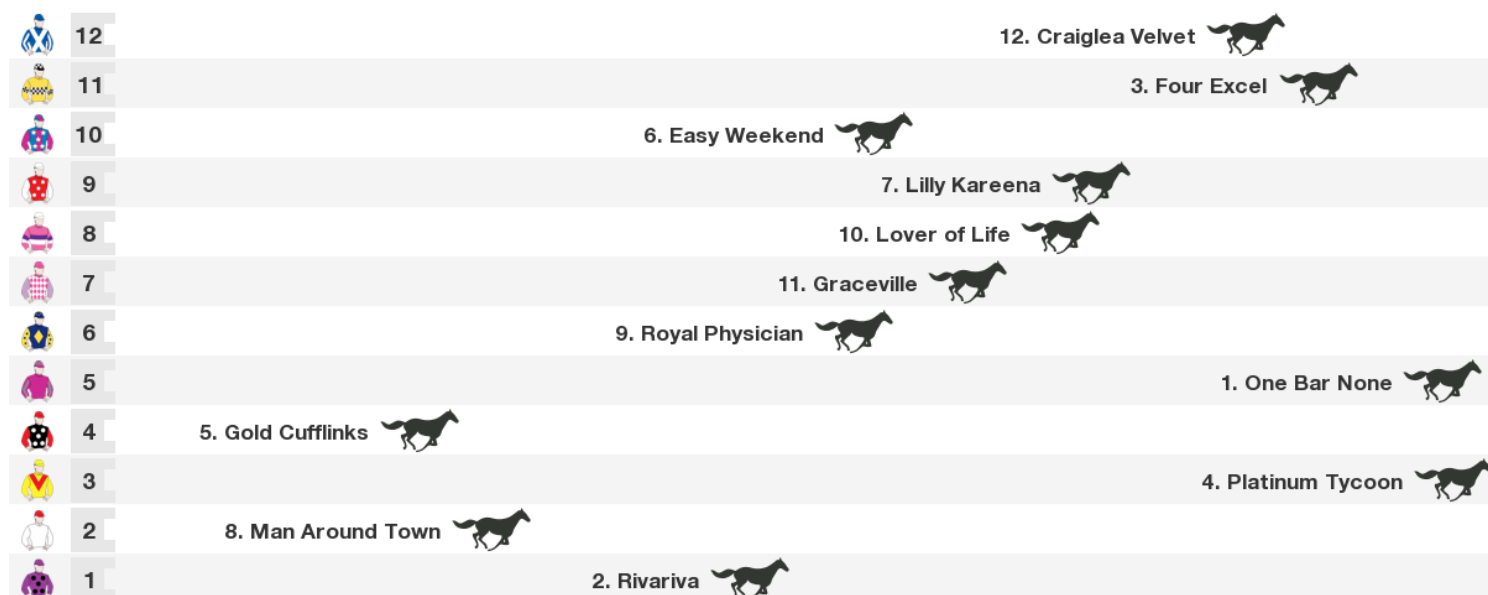 12 12. Craiglea Velvet
11 3. Four Excel
10 6. Easy Weekend
9 7. Lilly Kareena
8 10. Lover of Life
7 11. Graceville
6 9. Royal Physician
5 1. One Bar None
4 5. Gold Cufflinks
3 4. Platinum Tycoon
2 8. Man Around Town
1 2. Rivariva